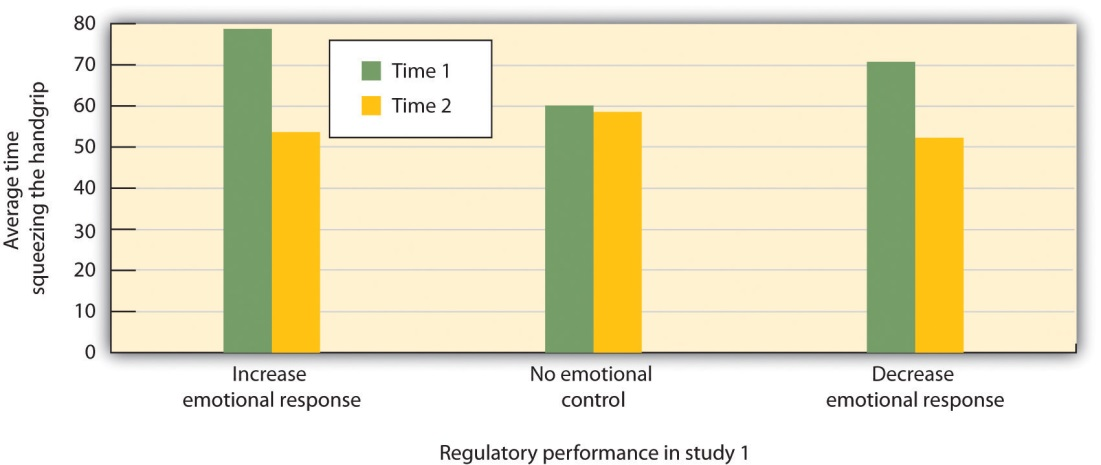 80
70
60
50
40
30
20
10
0
Average time
squeezing the handgrip
Time 1
Time 2
Increase
emotional response
No emotional
control
Decrease
emotional response
Regulatory performance in study 1